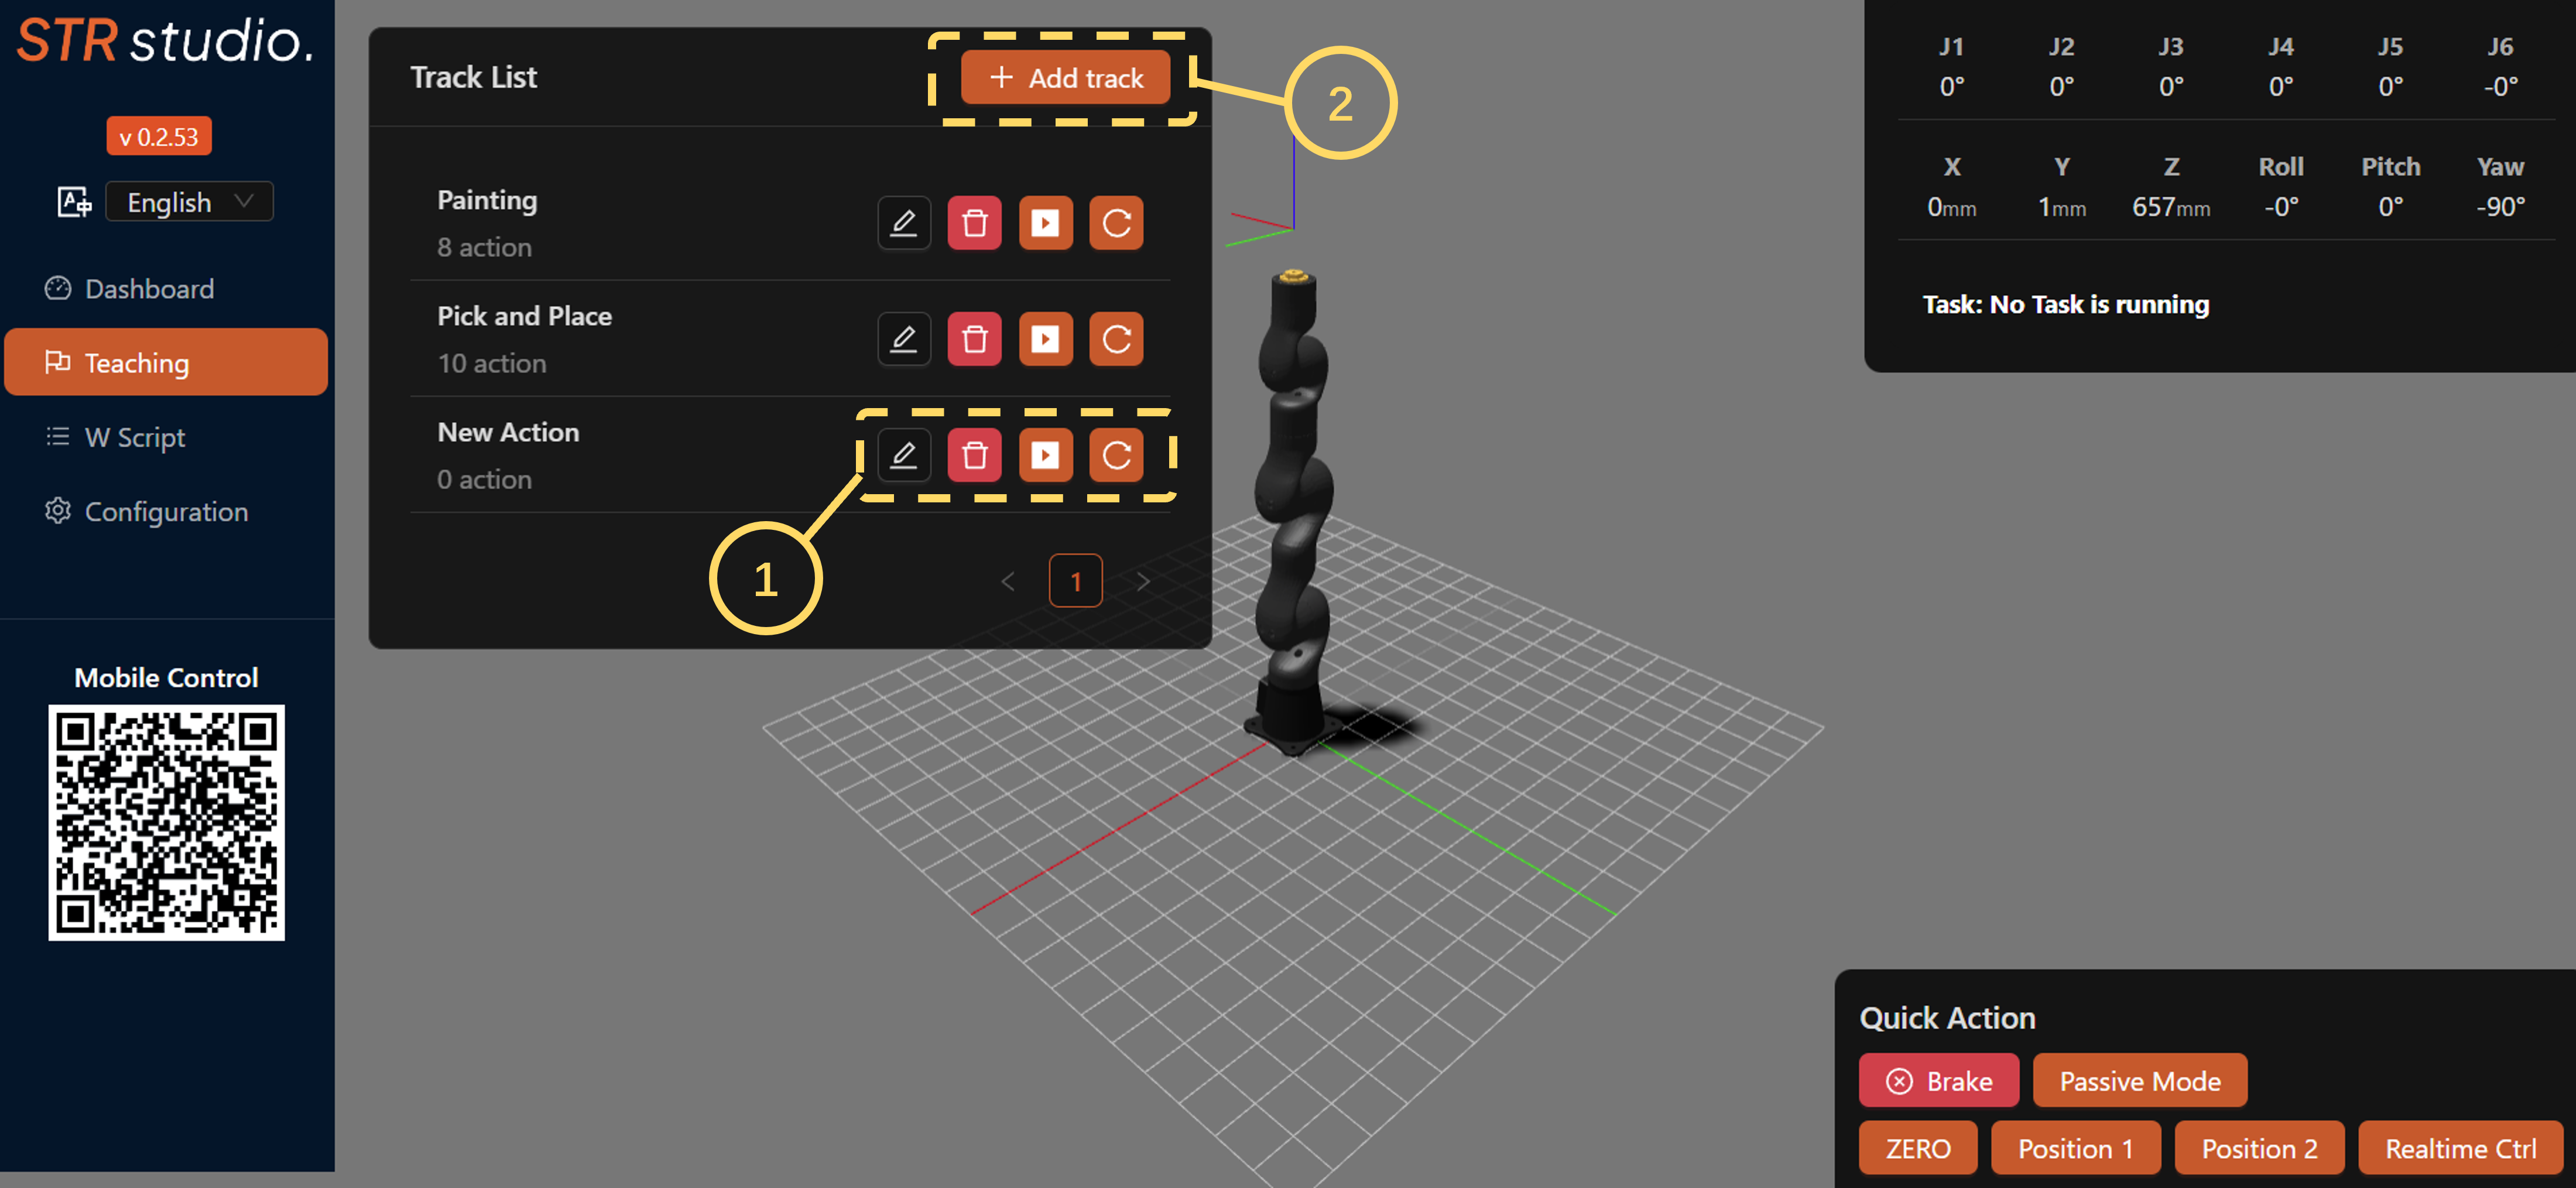 STR studio.
v 0.2.53
English
Dashboard
Teaching
W Script
Configuration
Mobile Control
Track List
+ Add track
2
Painting
8 action
Pick and Place
10 action
New Action
0 action
1
< 1 >
J1 J2 J3 J4 J5 J6
0° 0° 0° 0° 0° -0°
X Y Z Roll Pitch Yaw
0mm 1mm 657mm -0° 0° -90°
Task: No Task is running
Quick Action
Brake Passive Mode
ZERO Position 1 Position 2 Realtime Ctrl